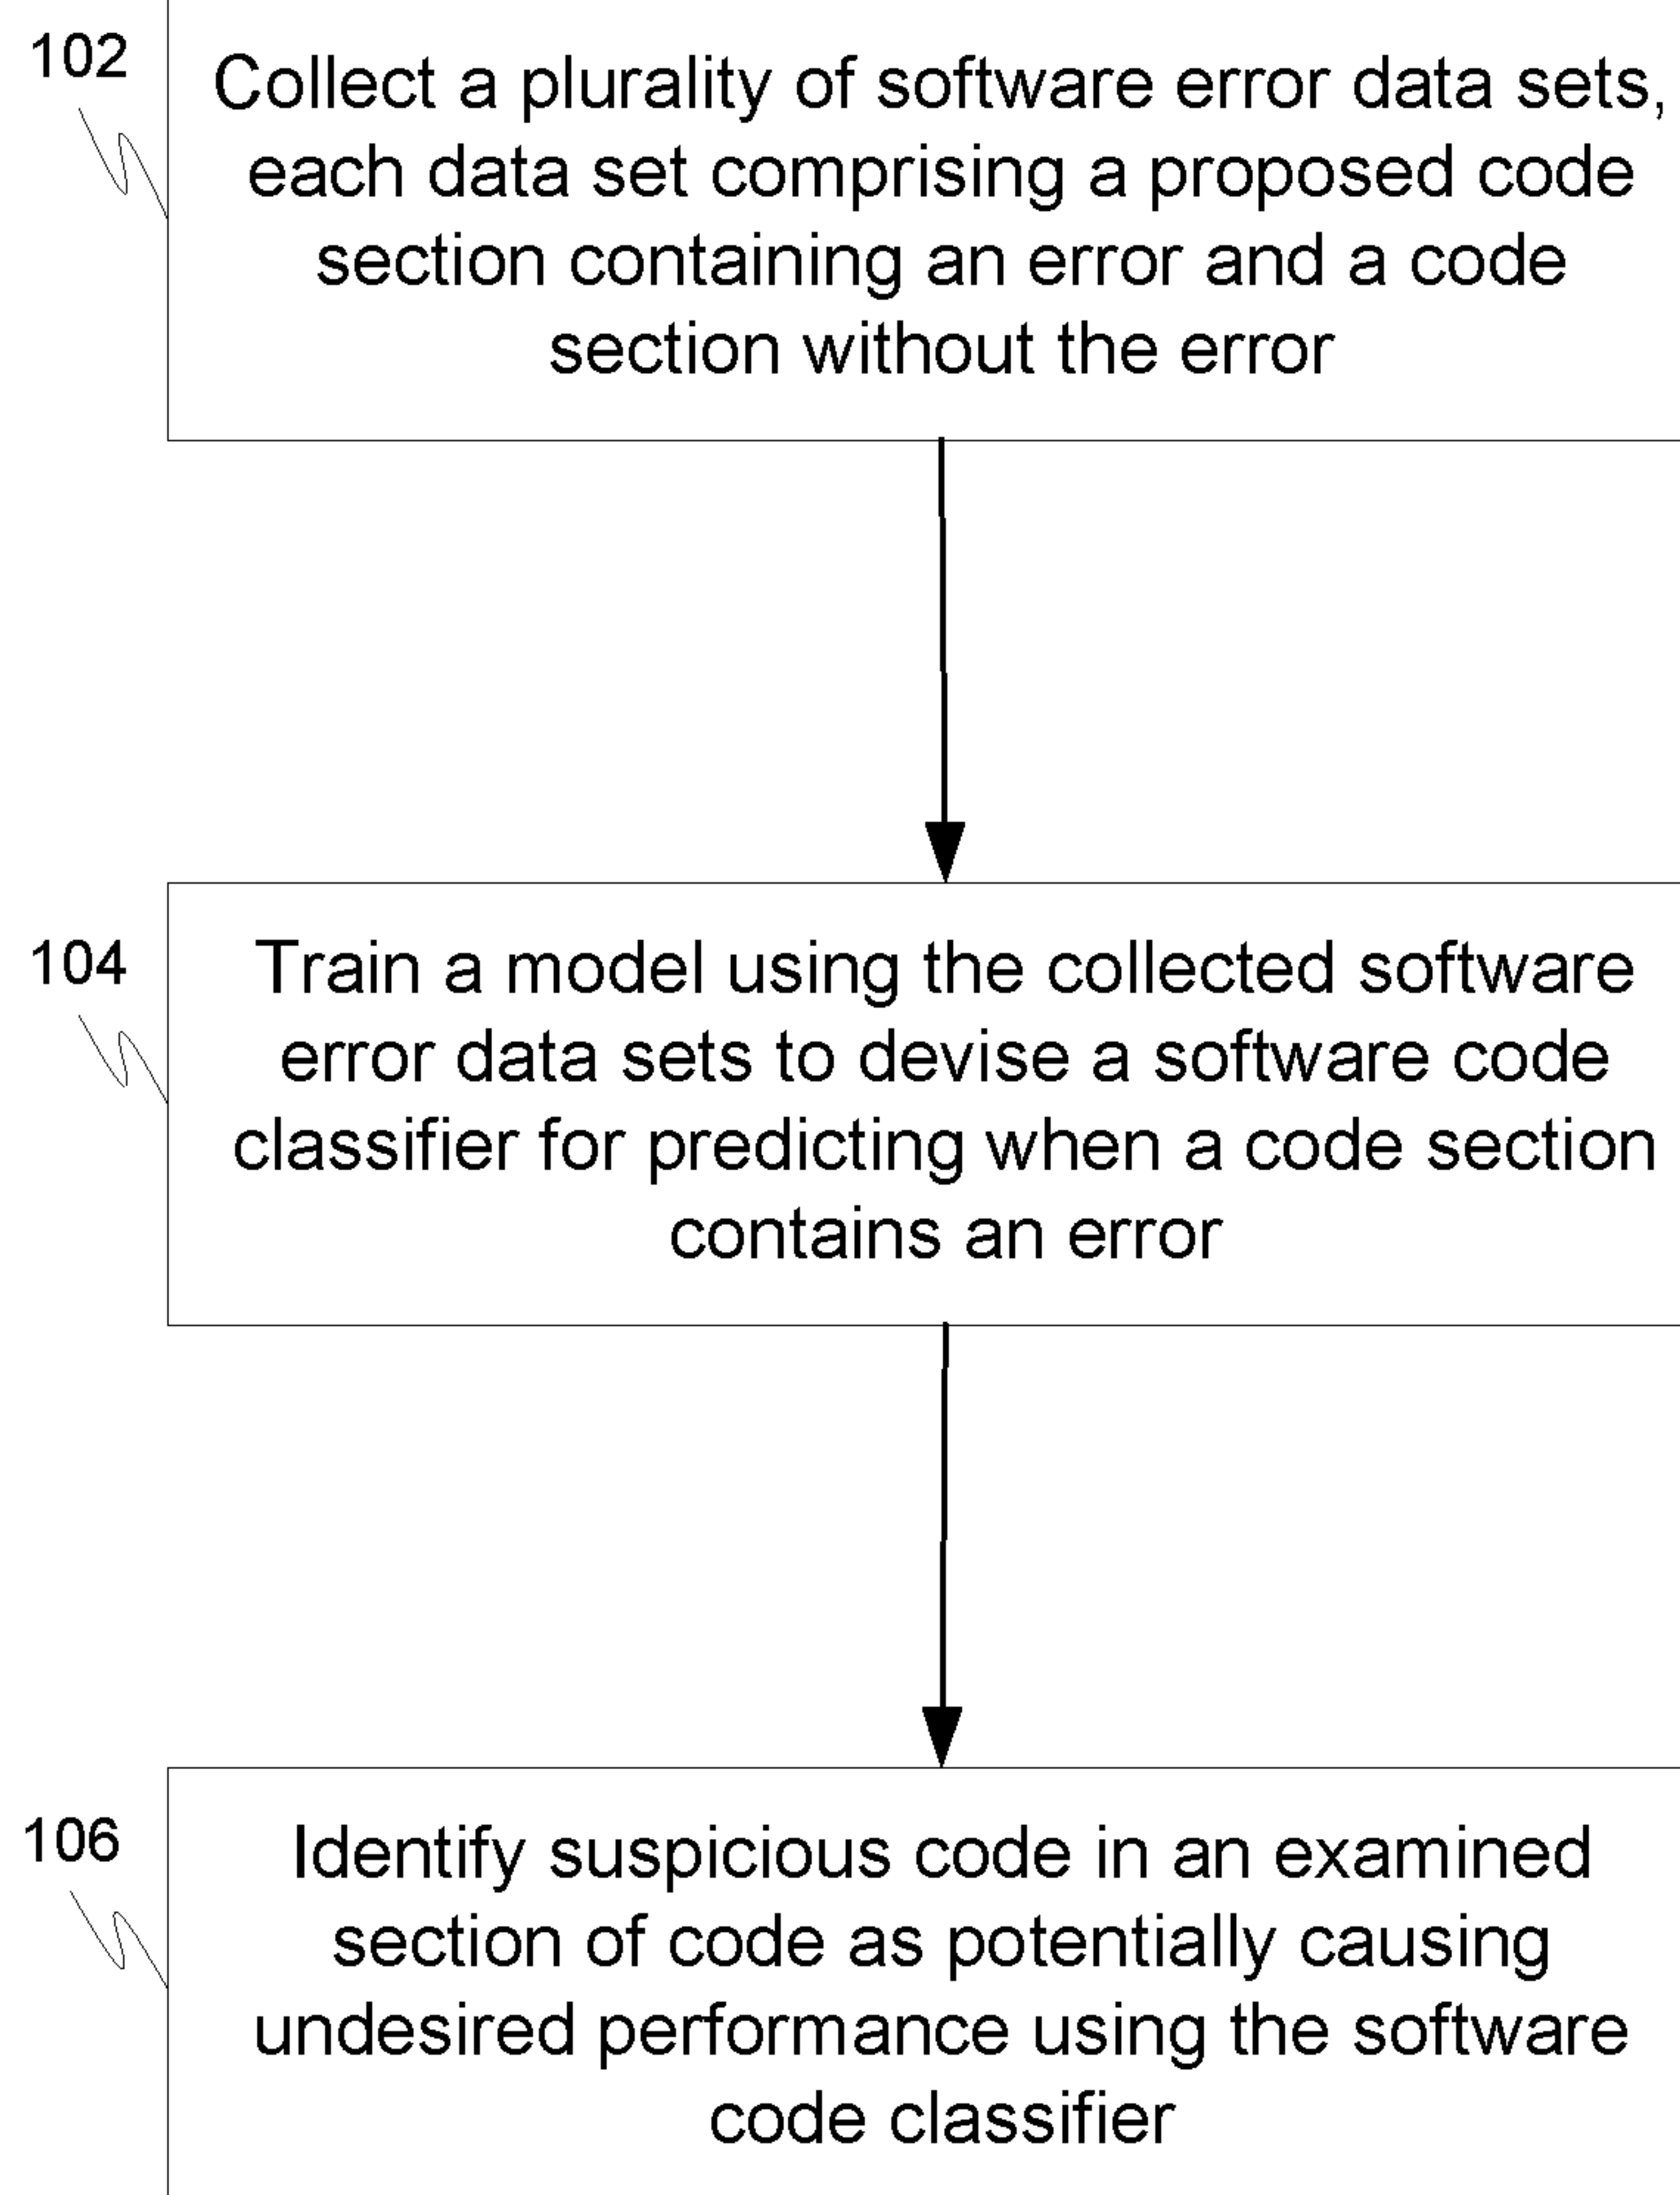 102
Collect a plurality of software error data sets,
each data set comprising a proposed code
section containing an error and a code
section without the error
104
Train a model using the collected software
error data sets to devise a software code
classifier for predicting when a code section
contains an error
106
Identify suspicious code in an examined
section of code as potentially causing
undesired performance using the software
code classifier